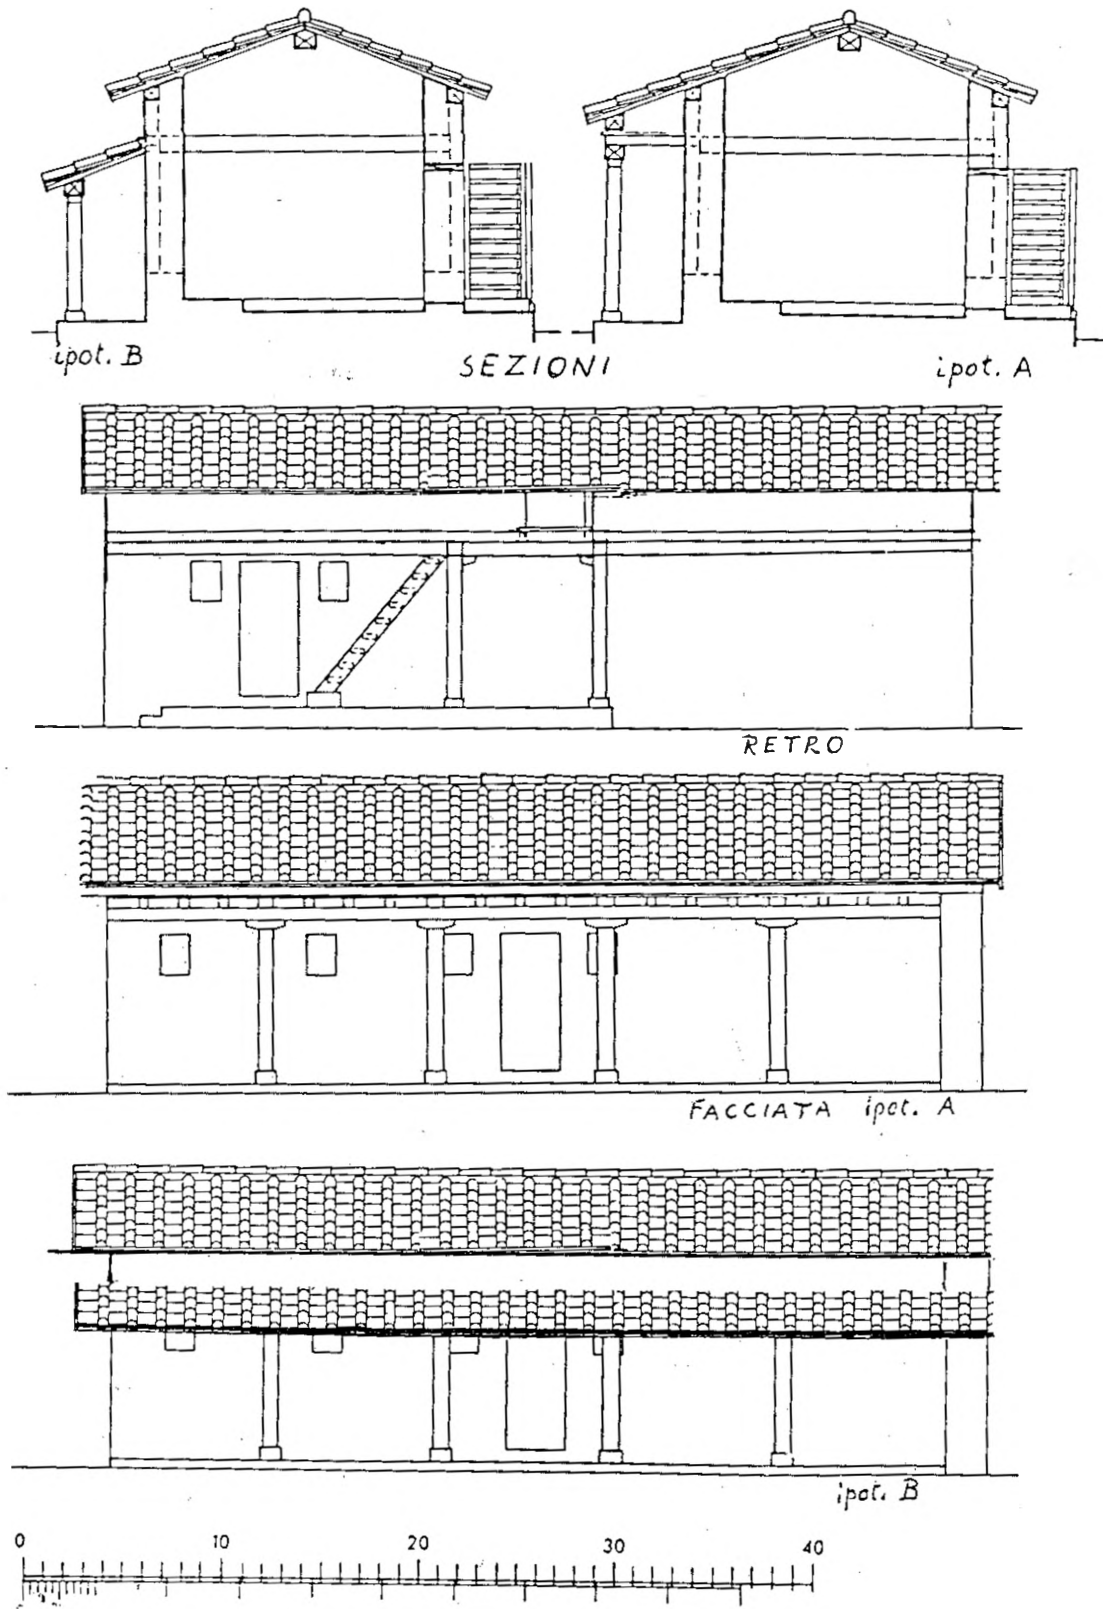 ipot. B
SEZIONI
ipot. A
RETRO
FACCIATA ipot. A
ipot. B
0 10 20 30 40